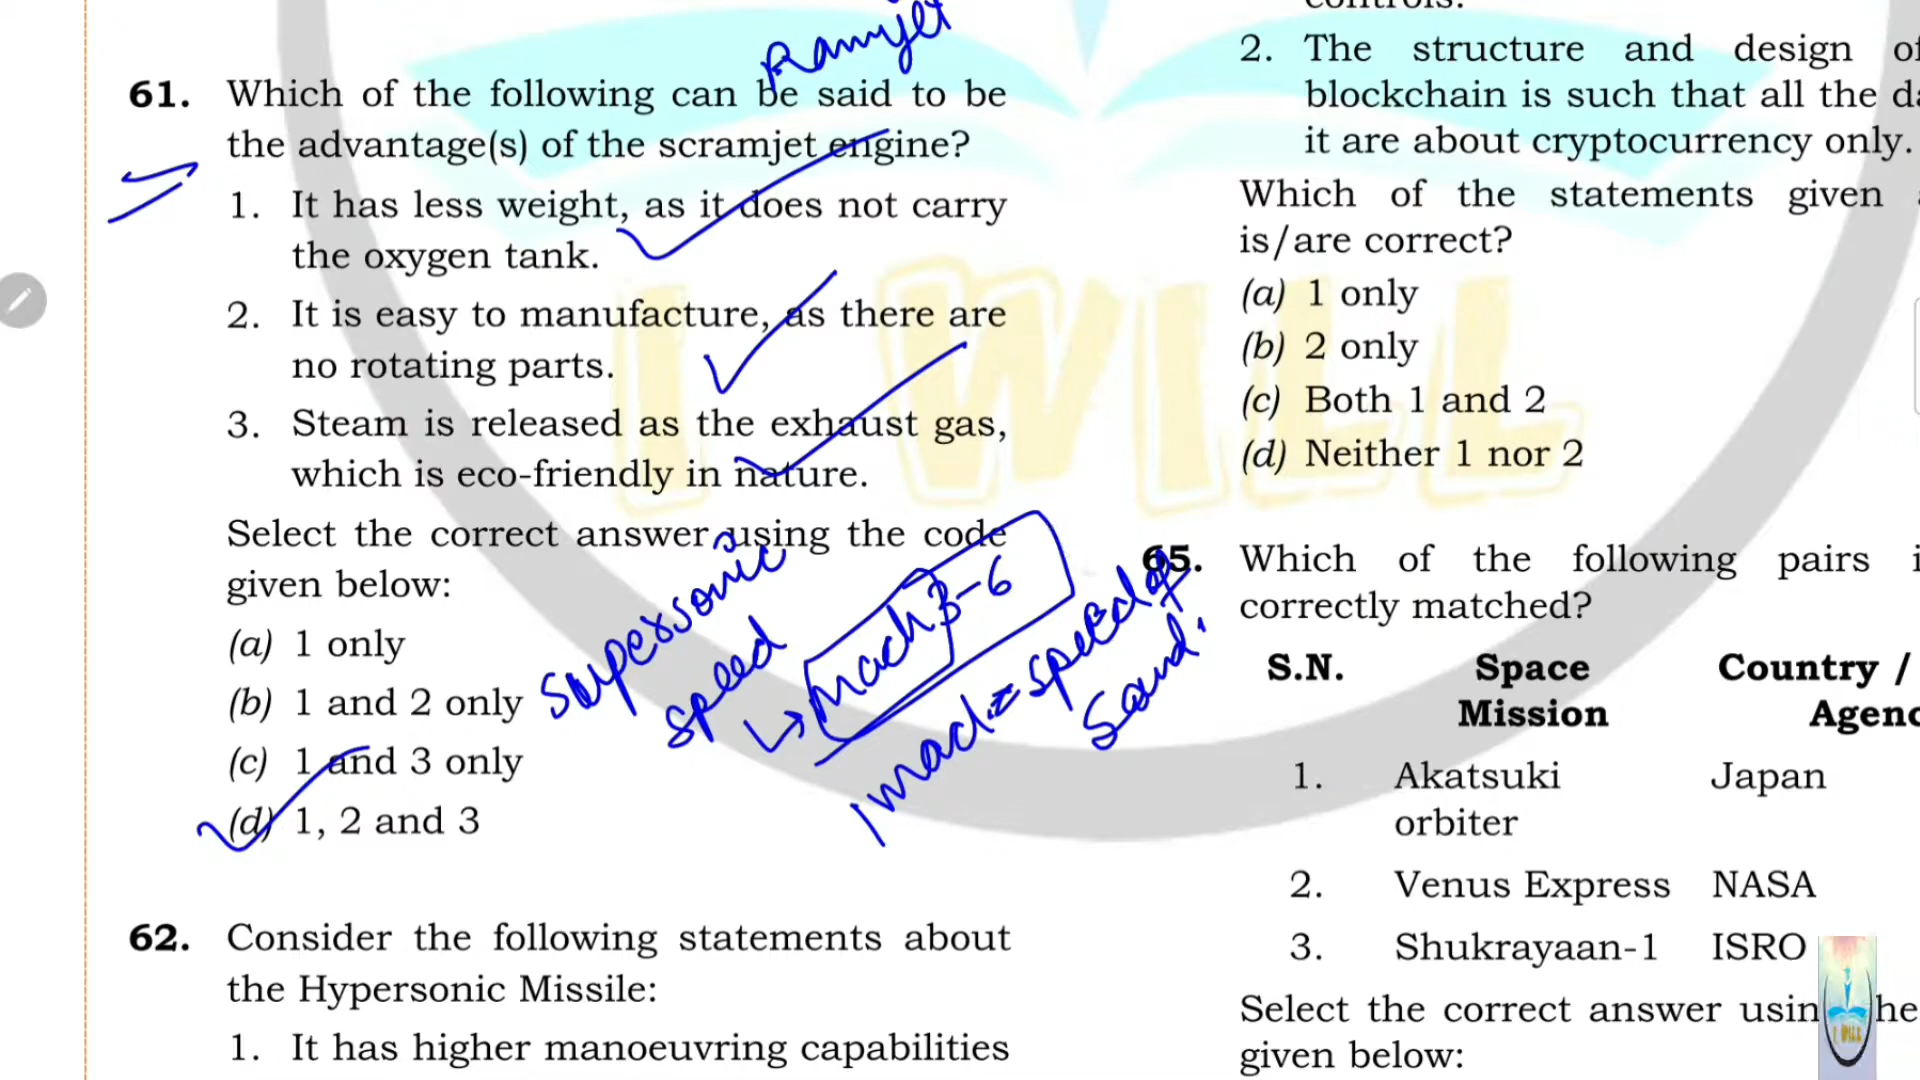 Ramjet
61. Which of the following can be said to be
the advantage(s) of the scramjet engine?
1. It has less weight, as it does not carry
the oxygen tank.
2. It is easy to manufacture, as there are
no rotating parts.
3. Steam is released as the exhaust gas,
which is eco-friendly in nature.
Select the correct answer using the code
given below:
(a) 1 only
(b) 1 and 2 only
(c) 1 and 3 only
(d) 1, 2 and 3
supersonic
speed
Mach 3-6
1 mach = speed of
sound.
62. Consider the following statements about
the Hypersonic Missile:
1. It has higher manoeuvring capabilities
controls.
2. The structure and design of
blockchain is such that all the da
it are about cryptocurrency only.
Which of the statements given a
is/are correct?
(a) 1 only
(b) 2 only
(c) Both 1 and 2
(d) Neither 1 nor 2
65. Which of the following pairs i
correctly matched?
S.N. Space Country /
Mission Agenc
1. Akatsuki Japan
orbiter
2. Venus Express NASA
3. Shukrayaan-1 ISRO
Select the correct answer usin he
given below:
I WILL
I WILL